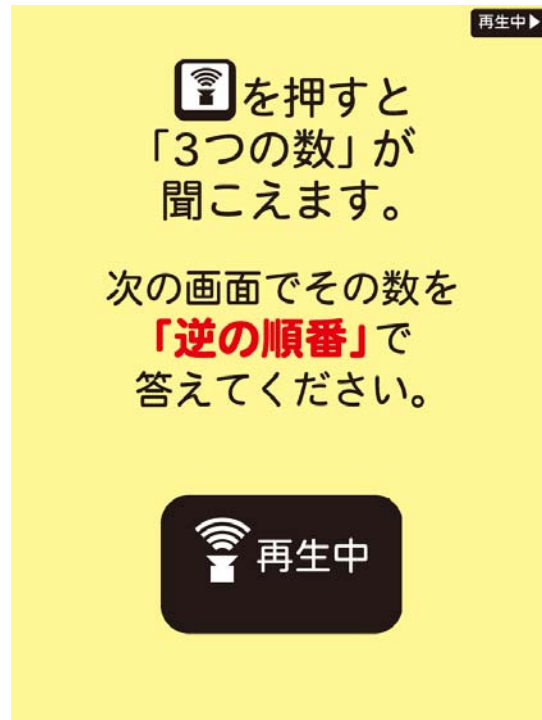 再生中▶
を押すと
「3つの数」が
聞こえます。
次の画面でその数を
「逆の順番」で
答えてください。
再生中